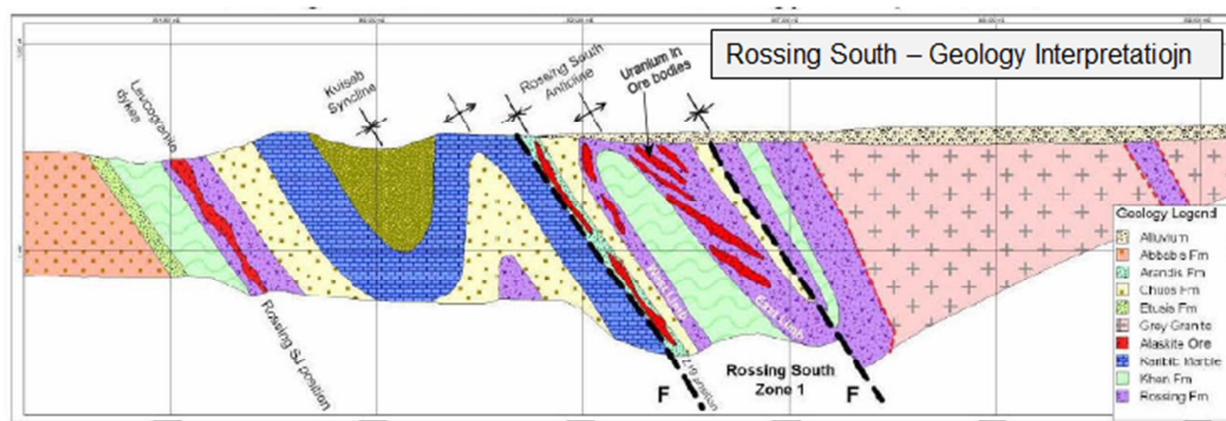 Rossing South – Geology Interpretatiojn
Leucogranite
dykes
Kuiseb
Syncline
Rossing South
Anticline
Uranium in
Ore bodies
Rossing SJ position
West Limb
East Limb
F
Rossing South
Zone 1
F
Geology Legend
Alluvium
Abbabis Fm
Arandis Fm
Chuos Fm
Etusis Fm
Grey Granite
Alaskite Ore
Karibib Marble
Khan Fm
Rossing Fm